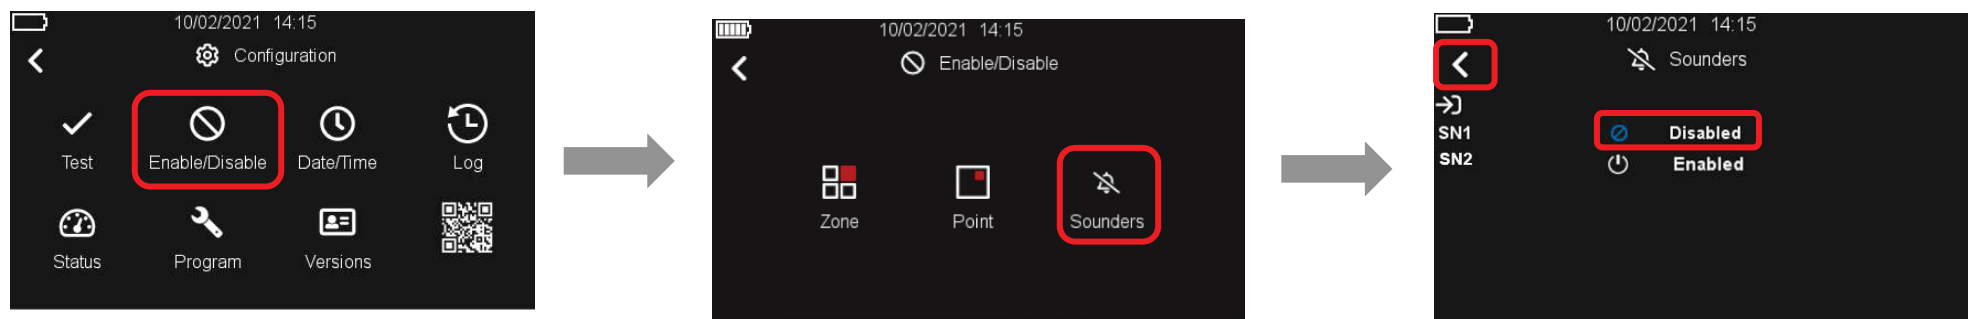 10/02/2021 14:15
Configuration
Test
Enable/Disable
Date/Time
Log
Status
Program
Versions
10/02/2021 14:15
Enable/Disable
Zone
Point
Sounders
10/02/2021 14:15
Sounders
SN1 Disabled
SN2 Enabled